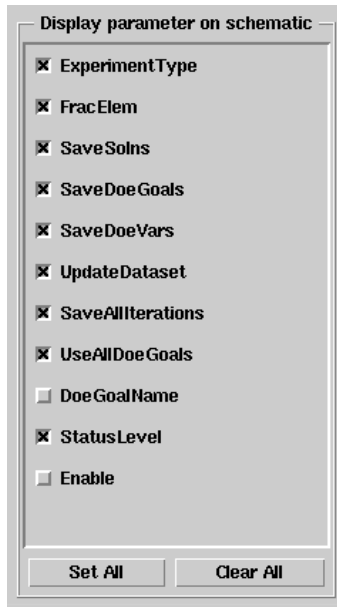 Display parameter on schematic
ExperimentType
FracElem
SaveSolns
SaveDoeGoals
SaveDoeVars
UpdateDataset
SaveAllIterations
UseAllDoeGoals
DoeGoalName
StatusLevel
Enable
Set All Clear All